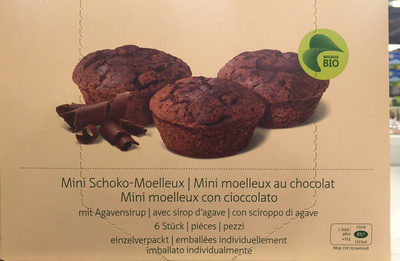 MIGROS
BIO
Mini Schoko-Moelleux | Mini moelleux au chocolat
Mini moelleux con cioccolato
mit Agavensirup | avec sirop d'agave | con sciroppo di agave
6 Stück | pièces | pezzi
einzelverpackt | emballées individuellement
imballato individualmente